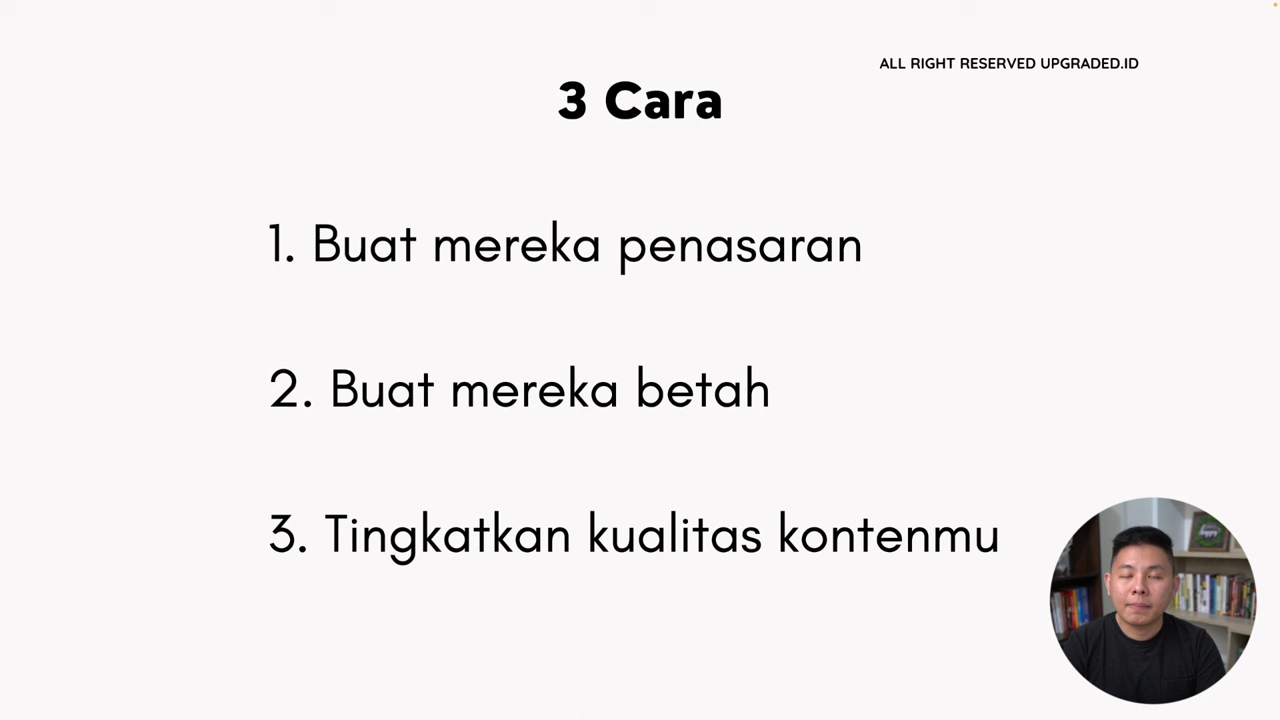 ALL RIGHT RESERVED UPGRADED.ID
3 Cara
1. Buat mereka penasaran
2. Buat mereka betah
3. Tingkatkan kualitas kontenmu